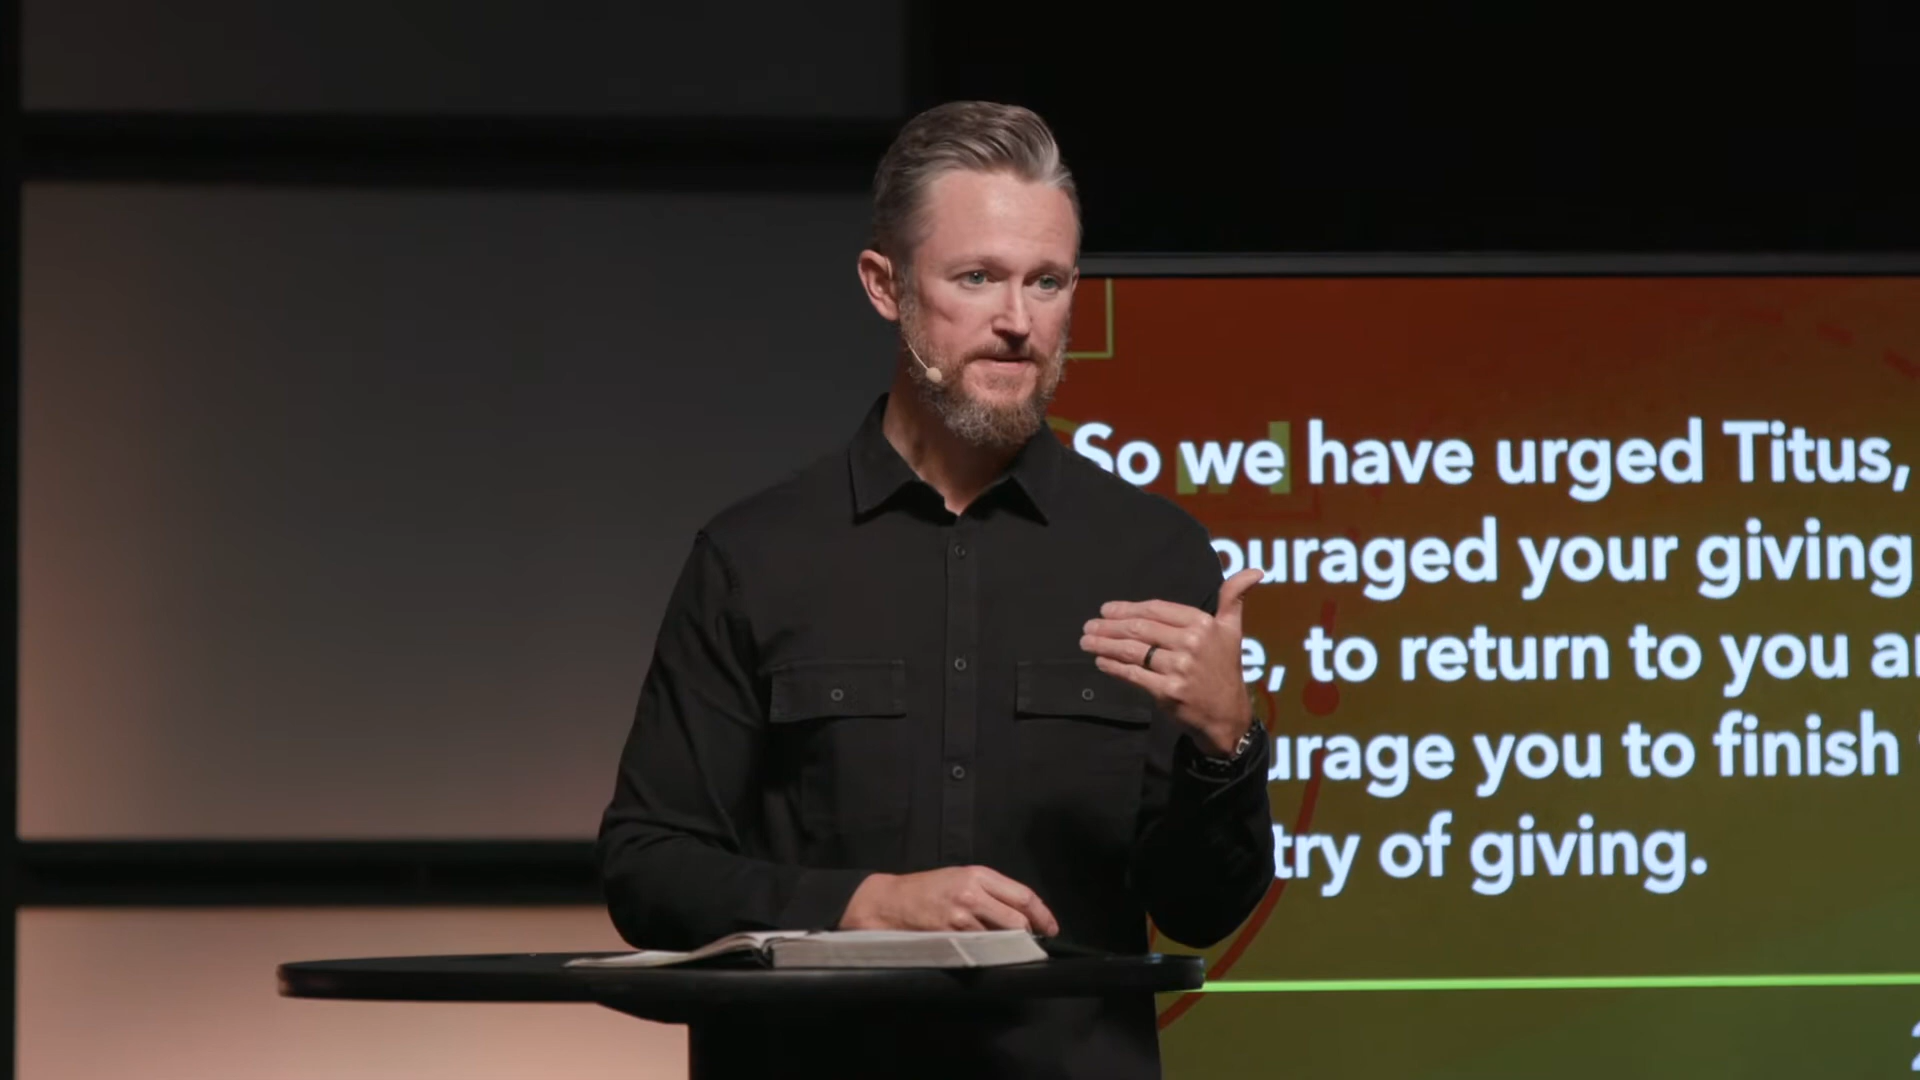 So we have urged Titus,
ouraged your giving
e, to return to you a
urage you to finish
try of giving.
2